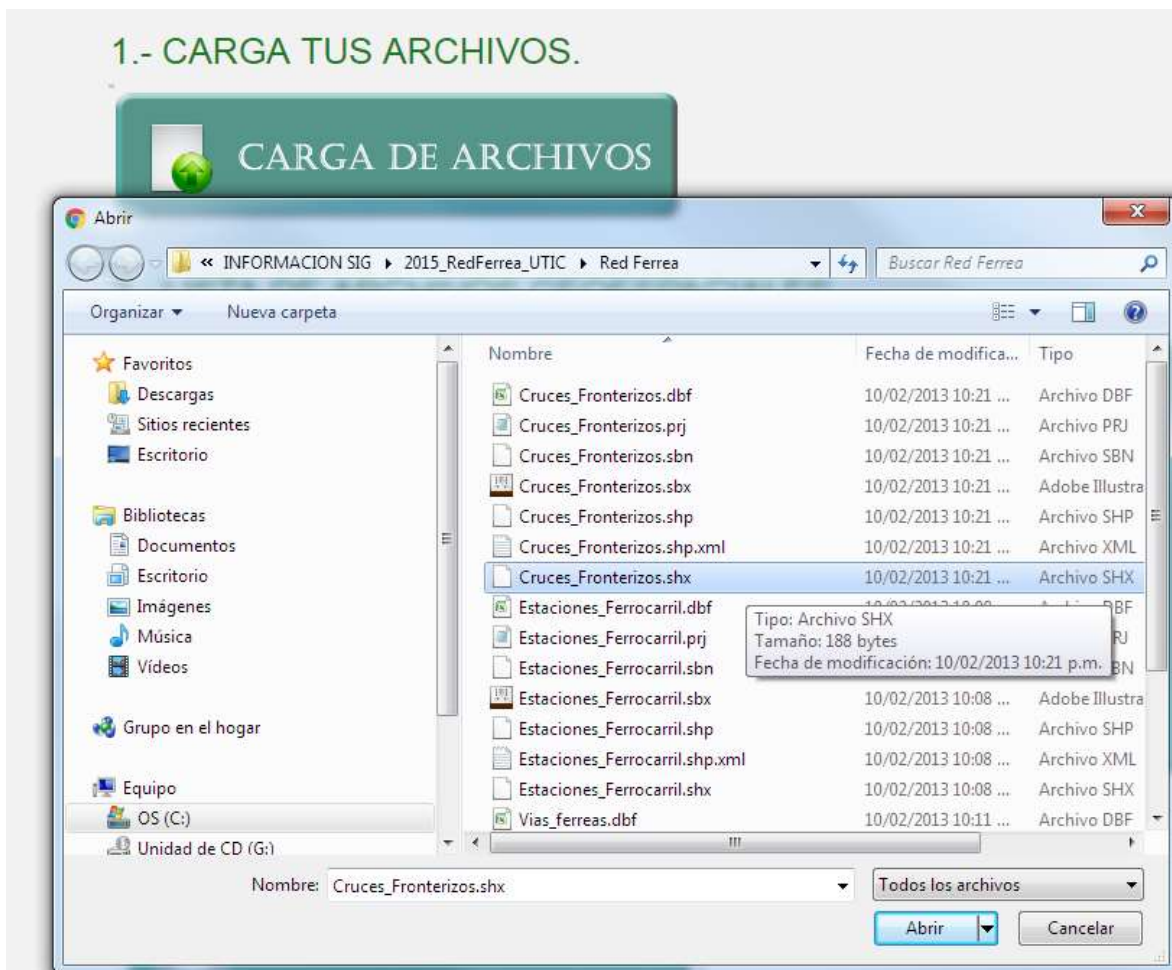 1.- CARGA TUS ARCHIVOS.
CARGA DE ARCHIVOS
Abrir
« INFORMACION SIG ▸ 2015_RedFerrea_UTIC ▸ Red Ferrea
Buscar Red Ferrea
Organizar
Nueva carpeta
Favoritos
Descargas
Sitios recientes
Escritorio
Bibliotecas
Documentos
Escritorio
Imágenes
Música
Vídeos
Grupo en el hogar
Equipo
OS (C:)
Unidad de CD (G:)
Nombre Fecha de modifica... Tipo
Cruces_Fronterizos.dbf 10/02/2013 10:21 ... Archivo DBF
Cruces_Fronterizos.prj 10/02/2013 10:21 ... Archivo PRJ
Cruces_Fronterizos.sbn 10/02/2013 10:21 ... Archivo SBN
Cruces_Fronterizos.sbx 10/02/2013 10:21 ... Adobe Illustra
Cruces_Fronterizos.shp 10/02/2013 10:21 ... Archivo SHP
Cruces_Fronterizos.shp.xml 10/02/2013 10:21 ... Archivo XML
Cruces_Fronterizos.shx 10/02/2013 10:21 ... Archivo SHX
Estaciones_Ferrocarril.dbf DBF
Estaciones_Ferrocarril.prj RJ
Estaciones_Ferrocarril.sbn BN
Estaciones_Ferrocarril.sbx 10/02/2013 10:08 ... Adobe Illustra
Estaciones_Ferrocarril.shp 10/02/2013 10:08 ... Archivo SHP
Estaciones_Ferrocarril.shp.xml 10/02/2013 10:08 ... Archivo XML
Estaciones_Ferrocarril.shx 10/02/2013 10:08 ... Archivo SHX
Vias_ferreas.dbf 10/02/2013 10:11 ... Archivo DBF
Tipo: Archivo SHX
Tamaño: 188 bytes
Fecha de modificación: 10/02/2013 10:21 p.m.
Nombre: Cruces_Fronterizos.shx
Todos los archivos
Abrir
Cancelar